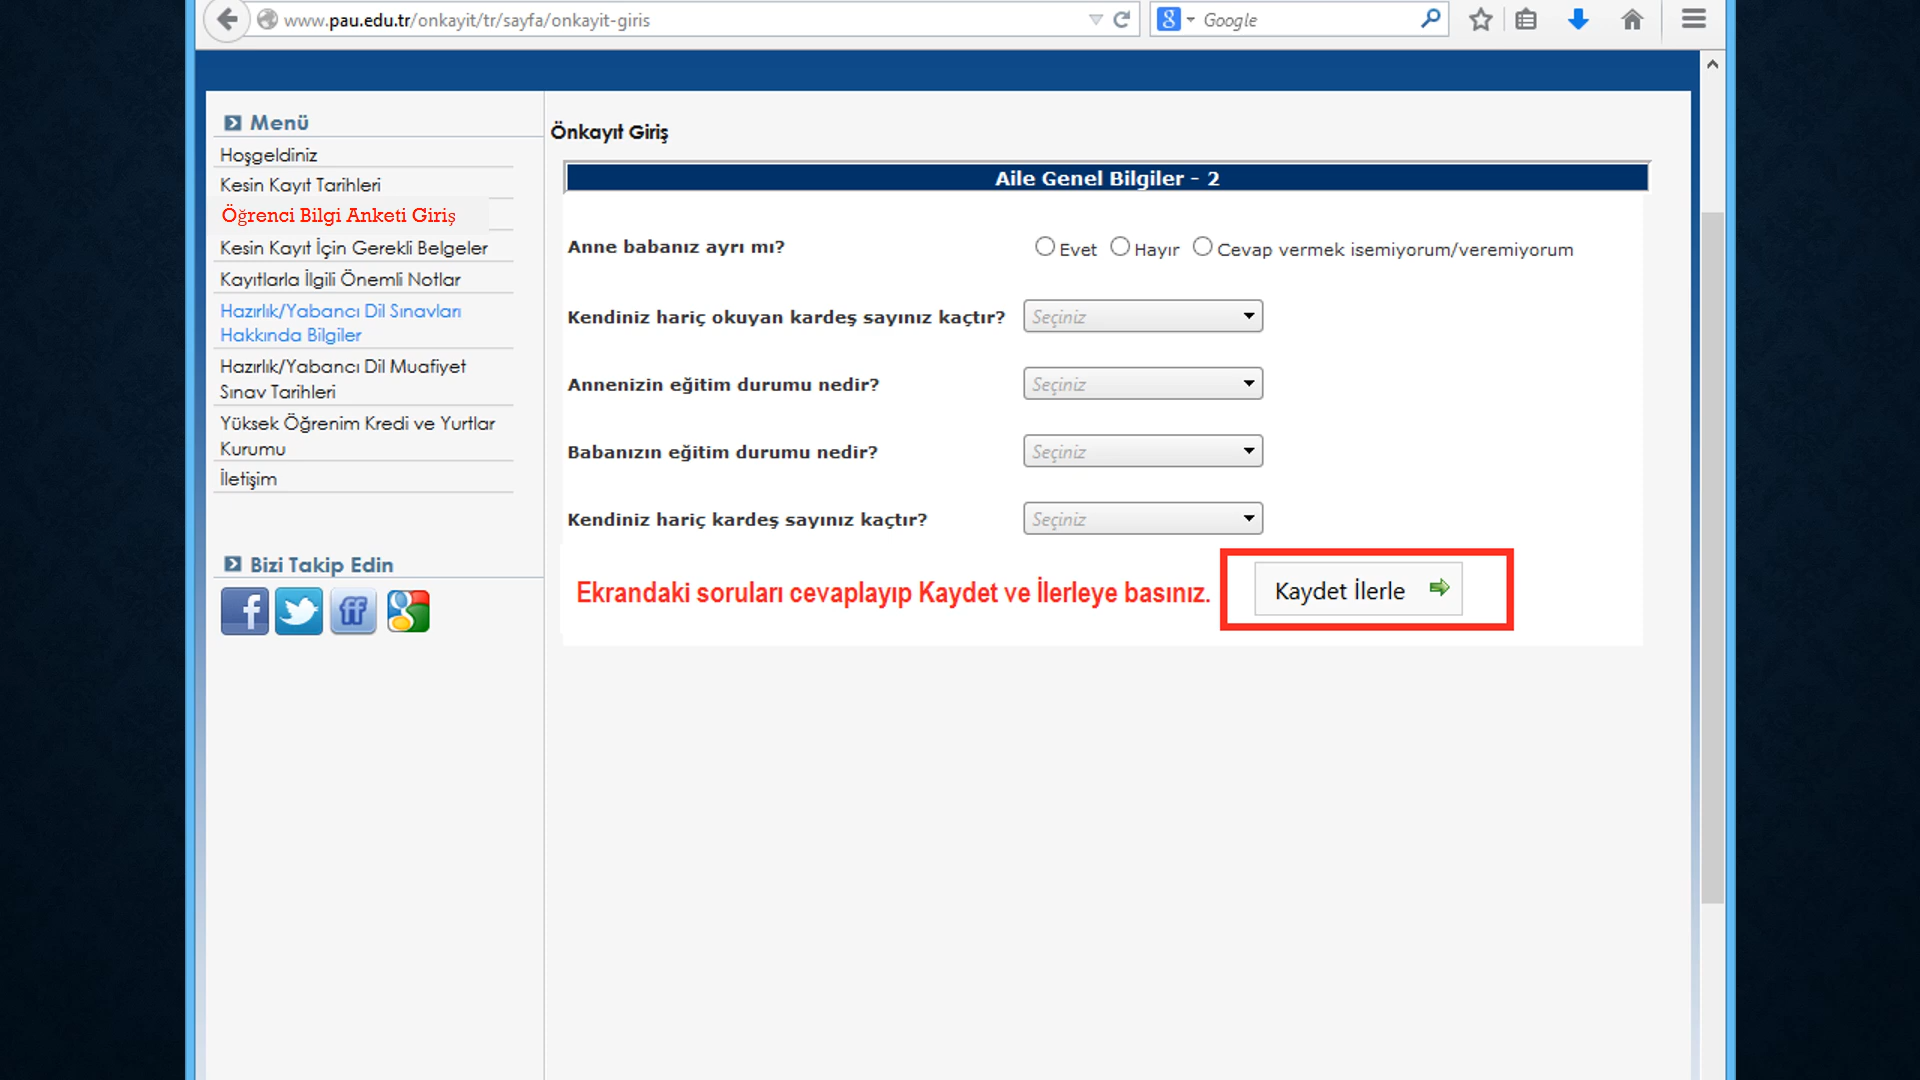 www.pau.edu.tr/onkayit/tr/sayfa/onkayit-giris
Google
Menü
Hoşgeldiniz
Kesin Kayıt Tarihleri
Öğrenci Bilgi Anketi Giriş
Kesin Kayıt İçin Gerekli Belgeler
Kayıtlarla İlgili Önemli Notlar
Hazırlık/Yabancı Dil Sınavları
Hakkında Bilgiler
Hazırlık/Yabancı Dil Muafiyet
Sınav Tarihleri
Yüksek Öğrenim Kredi ve Yurtlar
Kurumu
İletişim
Bizi Takip Edin
Önkayıt Giriş
Aile Genel Bilgiler - 2
Anne babanız ayrı mı? Evet Hayır Cevap vermek isemiyorum/veremiyorum
Kendiniz hariç okuyan kardeş sayınız kaçtır? Seçiniz
Annenizin eğitim durumu nedir? Seçiniz
Babanızın eğitim durumu nedir? Seçiniz
Kendiniz hariç kardeş sayınız kaçtır? Seçiniz
Ekrandaki soruları cevaplayıp Kaydet ve İlerleye basınız. Kaydet İlerle